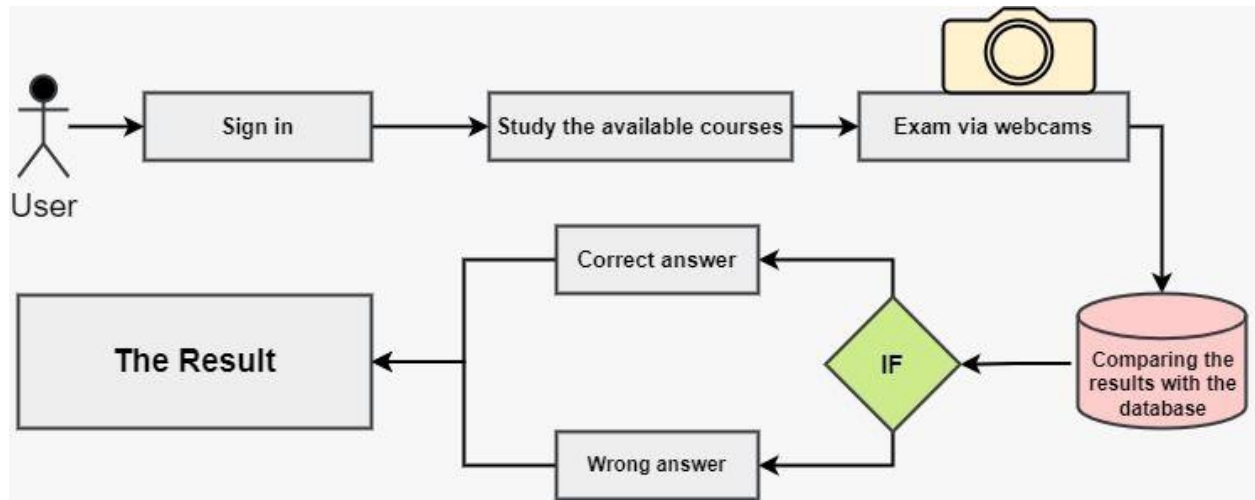 User
Sign in
Study the available courses
Exam via webcams
Comparing the
results with the
database
IF
Correct answer
Wrong answer
The Result